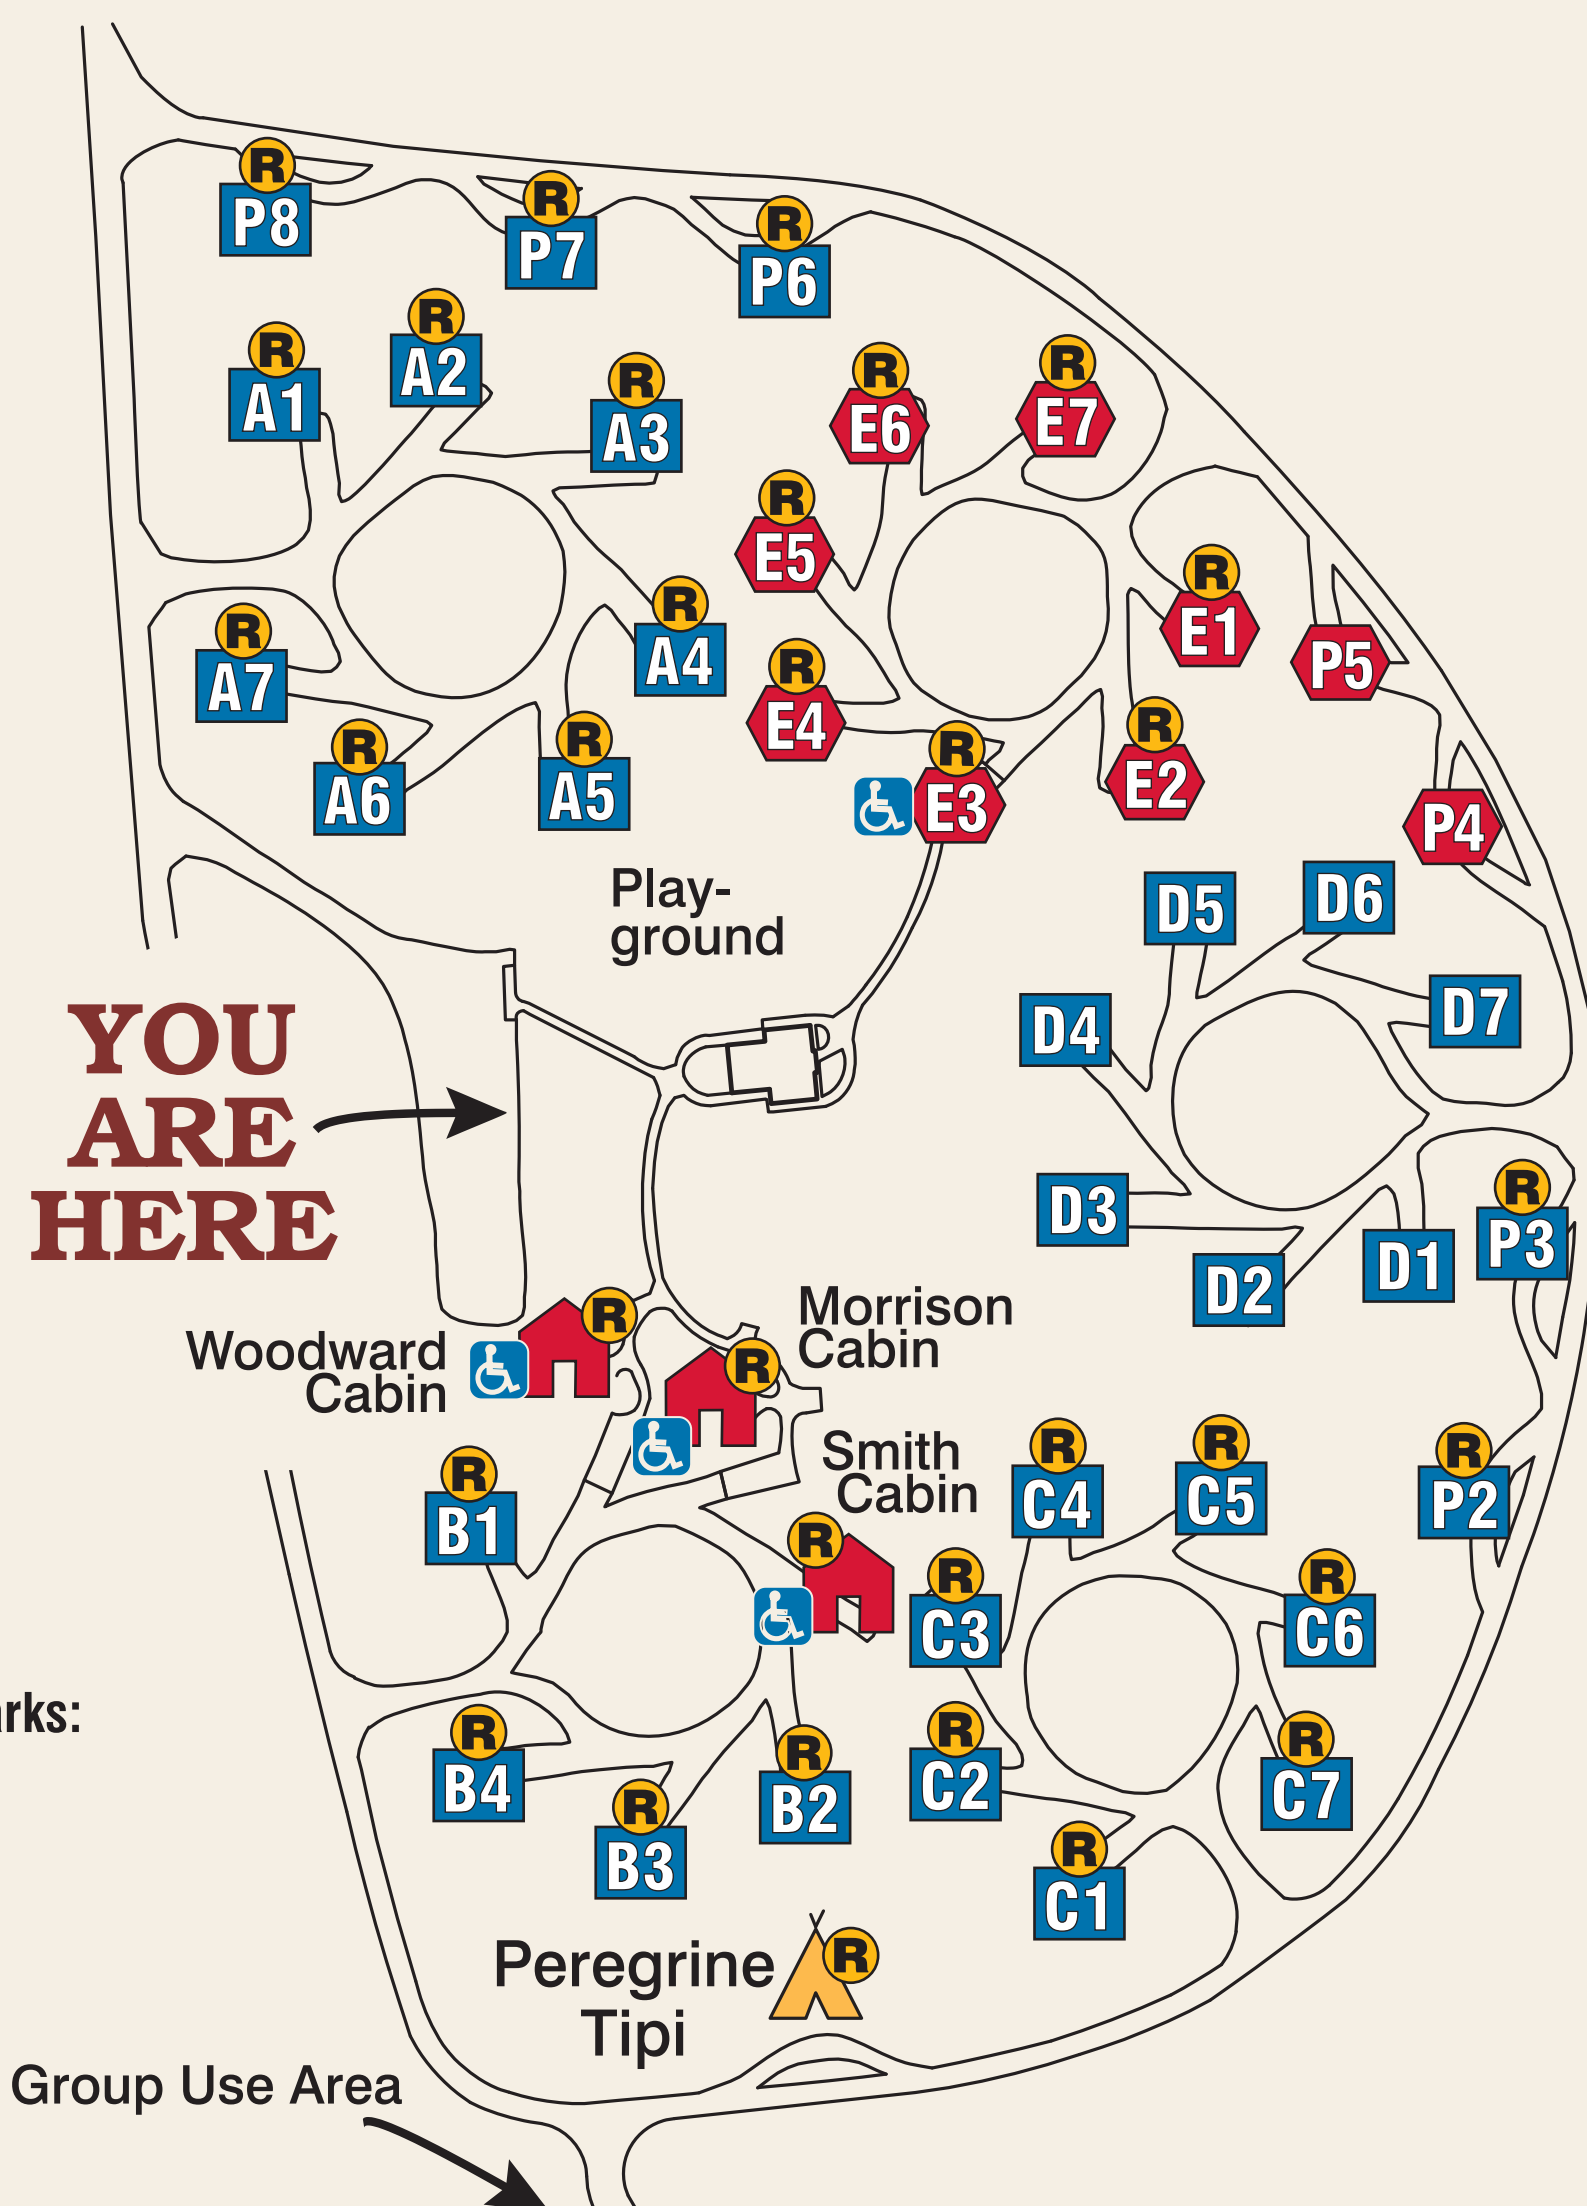 R
P8
R
P7
R
P6
R
A1
R
A2
R
A3
R
E6
R
E7
R
E5
R
E1
P5
R
A4
R
A7
R
E4
R
E3
R
E2
R
A6
R
A5
P4
Play-
ground
D5
D6
D7
D4
YOU
ARE
HERE
D3
D2
D1
R
P3
Woodward
Cabin
R
Morrison
Cabin
R
Smith
Cabin
R
R
B1
R
C4
R
C5
R
P2
R
C3
R
C6
arks:
R
B4
R
B3
R
B2
R
C2
R
C7
R
C1
Peregrine
Tipi
R
Group Use Area